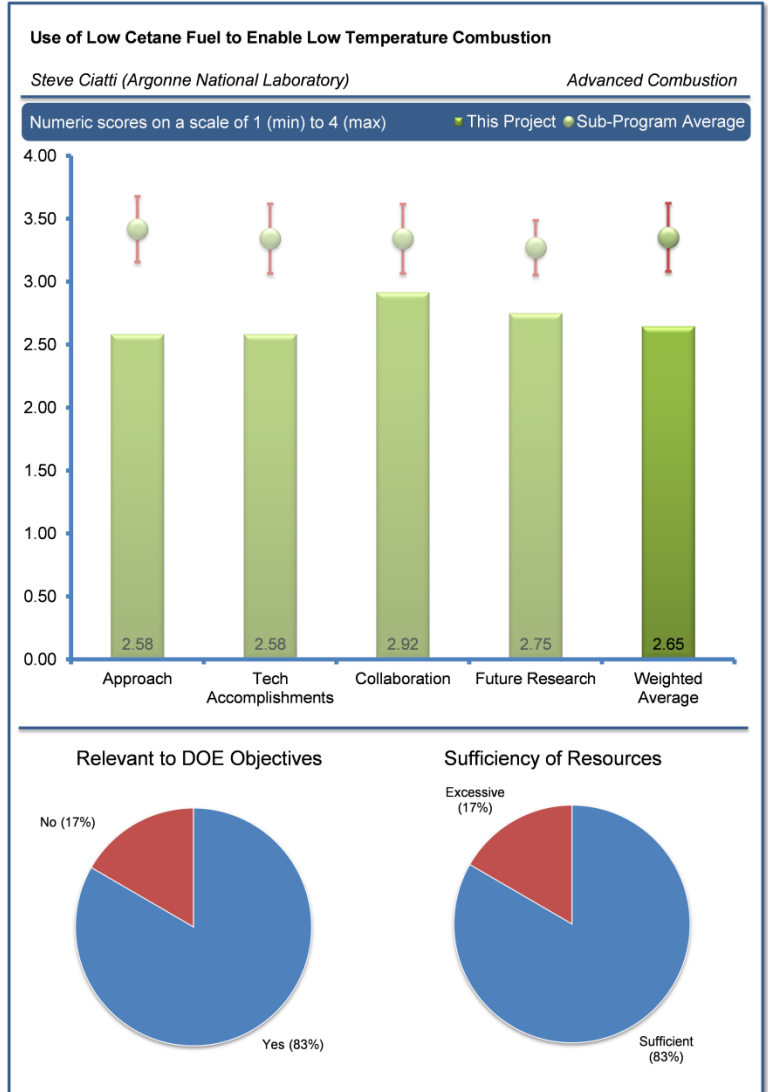 Use of Low Cetane Fuel to Enable Low Temperature Combustion
Steve Ciatti (Argonne National Laboratory) Advanced Combustion
Numeric scores on a scale of 1 (min) to 4 (max) This Project Sub-Program Average
4.00
3.50
3.00
2.50
2.00
1.50
1.00
0.50
0.00
2.58 2.58 2.92 2.75 2.65
Approach Tech Collaboration Future Research Weighted
Accomplishments Average
Relevant to DOE Objectives Sufficiency of Resources
No (17%)
Yes (83%)
Excessive
(17%)
Sufficient
(83%)